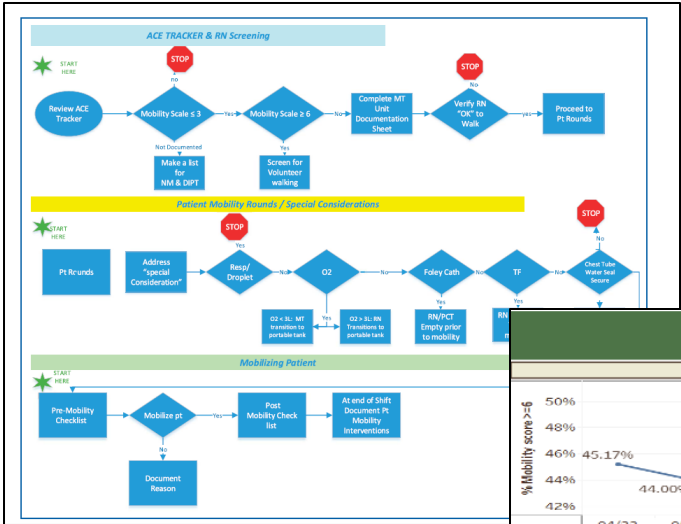 ACE TRACKER & RN Screening
START
HERE
STOP
STOP
no
No
Review ACE
Tracker
Mobility Scale ≤ 3
Yes
Mobility Scale ≥ 6
No
Complete MT
Unit
Documentation
Sheet
Verify RN
"OK" to
Walk
yes
Proceed to
Pt Rounds
Not Documented
Yes
Make a list
for
NM & DIPT
Screen for
Volunteer
walking
Patient Mobility Rounds / Special Considerations
START
HERE
STOP
STOP
Yes
No
Pt Rounds
Address
"special
Consideration"
Resp/
Droplet
No
O2
No
Foley Cath
No
TF
No
Chest Tube
Water Seal
Secure
Yes
Yes
O2 < 3L: MT
transition to
portable tank
O2 > 3L: RN
Transitions to
portable tank
RN/PCT
Empty prior
to mobility
RN
m
Mobilizing Patient
START
HERE
Pre-Mobility
Checklist
Mobilize pt
Yes
Post
Mobility Check
list
At end of Shift
Document Pt
Mobility
Interventions
No
Document
Reason
% Mobility score >=6
50%
48%
46%
44%
42%
45.17%
44.00%